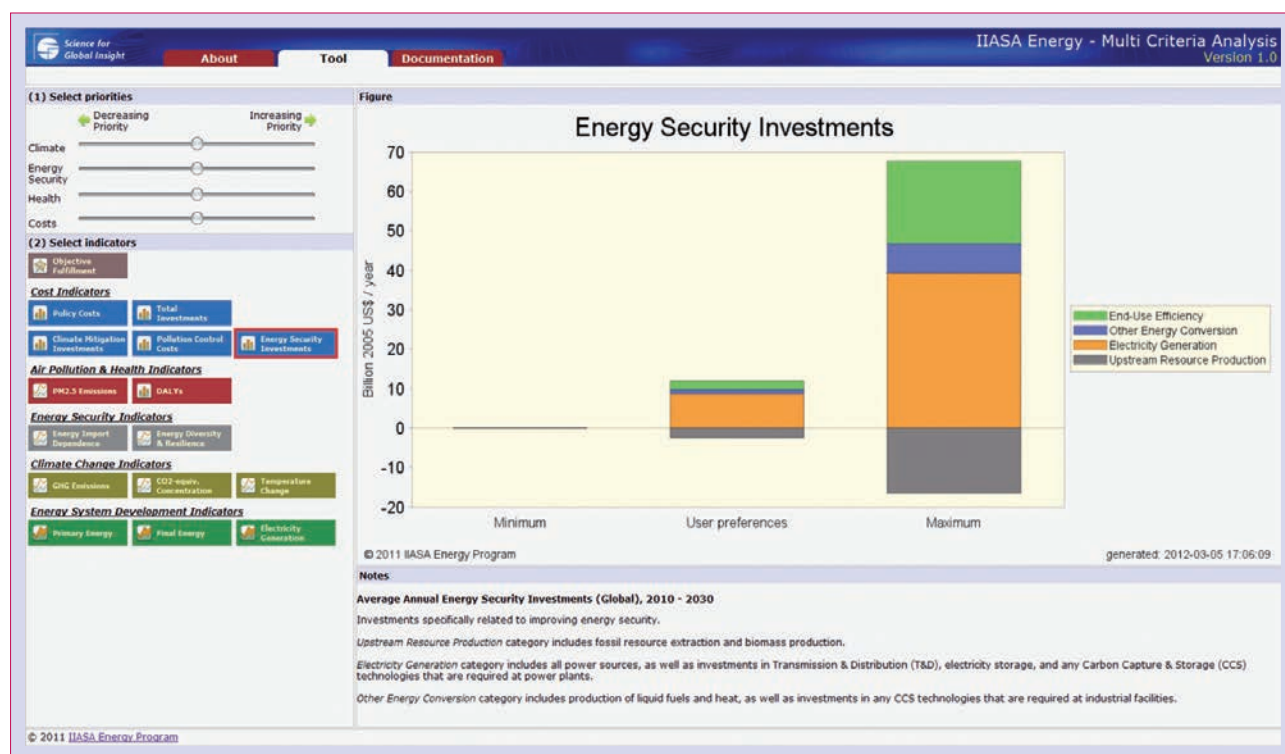 Science for
Global Insight
About
Tool
Documentation
IIASA Energy - Multi Criteria Analysis
Version 1.0
(1) Select priorities
Decreasing
Priority
Increasing
Priority
Climate
Energy
Security
Health
Costs
(2) Select indicators
Objective
Fulfillment
Cost Indicators
Policy Costs
Total
Investments
Climate Mitigation
Investments
Pollution Control
Costs
Energy Security
Investments
Air Pollution & Health Indicators
PM2.5 Emissions
DALYs
Energy Security Indicators
Energy Import
Dependence
Energy Diversity
& Resilience
Climate Change Indicators
GHG Emissions
CO2-equiv.
Concentration
Temperature
Change
Energy System Development Indicators
Primary Energy
Final Energy
Electricity
Generation
Figure
Energy Security Investments
Billion 2005 US$ / year
70
60
50
40
30
20
10
0
-10
-20
Minimum
User preferences
Maximum
End-Use Efficiency
Other Energy Conversion
Electricity Generation
Upstream Resource Production
© 2011 IIASA Energy Program
generated: 2012-03-05 17:06:09
Notes
Average Annual Energy Security Investments (Global), 2010 - 2030
Investments specifically related to improving energy security.
Upstream Resource Production category includes fossil resource extraction and biomass production.
Electricity Generation category includes all power sources, as well as investments in Transmission & Distribution (T&D), electricity storage, and any Carbon Capture & Storage (CCS)
technologies that are required at power plants.
Other Energy Conversion category includes production of liquid fuels and heat, as well as investments in any CCS technologies that are required at industrial facilities.
© 2011 IIASA Energy Program